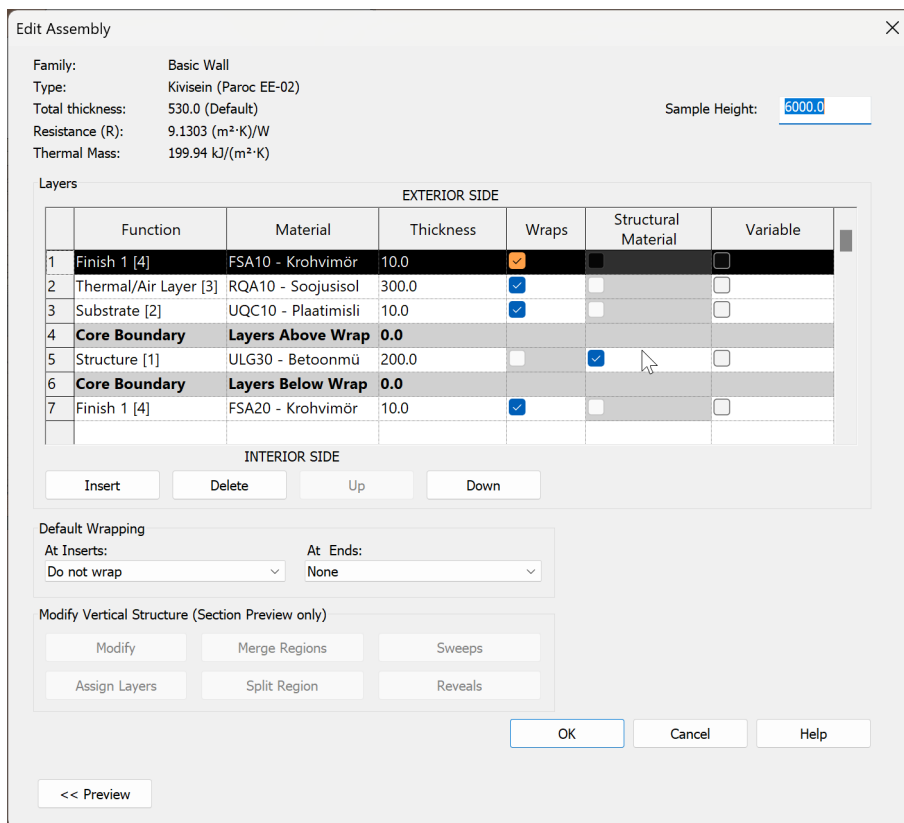 Edit Assembly
Family: Basic Wall
Type: Kivisein (Paroc EE-02)
Total thickness: 530.0 (Default)
Resistance (R): 9.1303 (m²·K)/W
Thermal Mass: 199.94 kJ/(m²·K)
Sample Height: 6000.0
Layers
EXTERIOR SIDE
Function Material Thickness Wraps Structural Material Variable
1 Finish 1 [4] FSA10 - Krohvimör 10.0
2 Thermal/Air Layer [3] RQA10 - Soojusisol 300.0
3 Substrate [2] UQC10 - Plaatimisli 10.0
4 Core Boundary Layers Above Wrap 0.0
5 Structure [1] ULG30 - Betoonmü 200.0
6 Core Boundary Layers Below Wrap 0.0
7 Finish 1 [4] FSA20 - Krohvimör 10.0
INTERIOR SIDE
Insert Delete Up Down
Default Wrapping
At Inserts: At Ends:
Do not wrap None
Modify Vertical Structure (Section Preview only)
Modify Merge Regions Sweeps
Assign Layers Split Region Reveals
OK Cancel Help
<< Preview